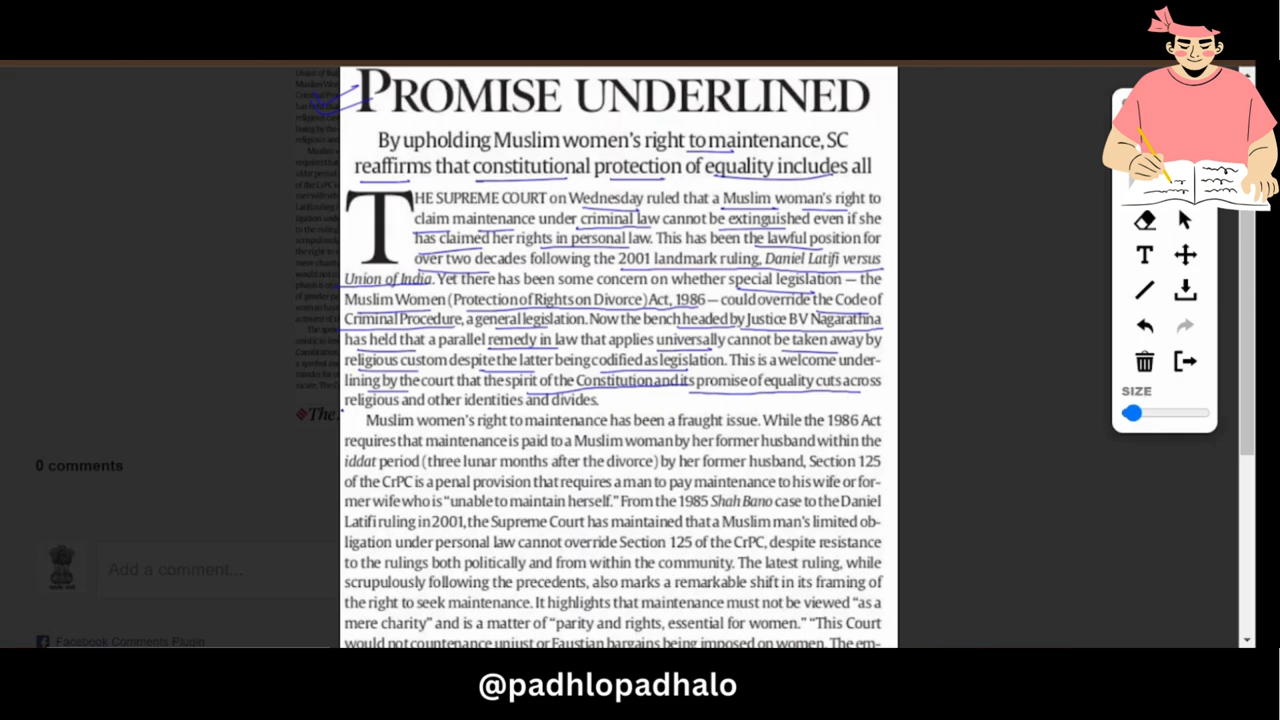 PROMISE UNDERLINED
By upholding Muslim women's right to maintenance, SC
reaffirms that constitutional protection of equality includes all
THE SUPREME COURT on Wednesday ruled that a Muslim woman's right to
claim maintenance under criminal law cannot be extinguished even if she
has claimed her rights in personal law. This has been the lawful position for
over two decades following the 2001 landmark ruling, Daniel Latifi versus
Union of India. Yet there has been some concern on whether special legislation — the
Muslim Women (Protection of Rights on Divorce) Act, 1986 — could override the Code of
Criminal Procedure, a general legislation. Now the bench headed by Justice B V Nagarathna
has held that a parallel remedy in law that applies universally cannot be taken away by
religious custom despite the latter being codified as legislation. This is a welcome under-
lining by the court that the spirit of the Constitution and its promise of equality cuts across
religious and other identities and divides.
Muslim women's right to maintenance has been a fraught issue. While the 1986 Act
requires that maintenance is paid to a Muslim woman by her former husband within the
iddat period (three lunar months after the divorce) by her former husband, Section 125
of the CrPC is a penal provision that requires a man to pay maintenance to his wife or for-
mer wife who is "unable to maintain herself." From the 1985 Shah Bano case to the Daniel
Latifi ruling in 2001, the Supreme Court has maintained that a Muslim man's limited ob-
ligation under personal law cannot override Section 125 of the CrPC, despite resistance
to the rulings both politically and from within the community. The latest ruling, while
scrupulously following the precedents, also marks a remarkable shift in its framing of
the right to seek maintenance. It highlights that maintenance must not be viewed "as a
mere charity" and is a matter of "parity and rights, essential for women." "This Court
would not countenance unjust or Faustian bargains being imposed on women. The em-
The
0 comments
Add a comment...
Facebook Comments Plugin
T
SIZE
@padhlopadhalo